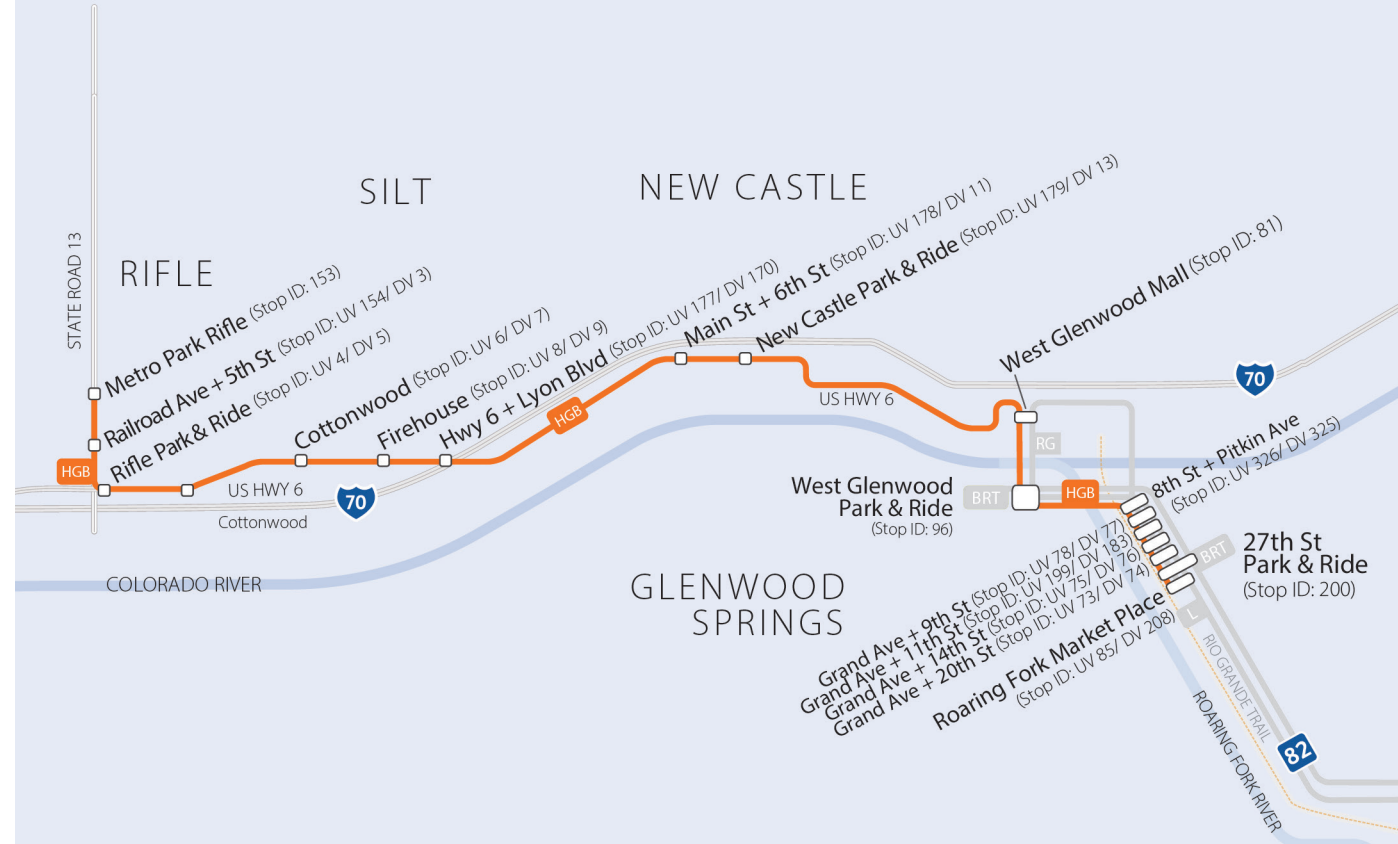 SILT
NEW CASTLE
RIFLE
STATE ROAD 13
Metro Park Rifle (Stop ID: 153)
Railroad Ave + 5th St (Stop ID: UV 154/ DV 3)
Rifle Park& Ride (Stop ID: UV 4/ DV 5)
Cottonwood (Stop ID: UV 6/ DV 7)
Firehouse (Stop ID: UV 8/ DV 9)
Hwy 6 + Lyon Blvd (Stop ID: UV 177/ DV 170)
Main St + 6th St (Stop ID: UV 178/ DV 11)
New Castle Park & Ride (Stop ID: UV 179/ DV 13)
West Glenwood Mall (Stop ID: 81)
70
HGB
US HWY 6
HGB
US HWY 6
70
Cottonwood
RG
West Glenwood
Park & Ride
(Stop ID: 96)
BRT
HGB
8th St + Pitkin Ave
(Stop ID: UV 326/ DV 325)
BRT
27th St
Park & Ride
(Stop ID: 200)
COLORADO RIVER
GLENWOOD
SPRINGS
Grand Ave + 9th St (Stop ID: UV 78/ DV 77)
Grand Ave + 11th St (Stop ID: UV 199/ DV 183)
Grand Ave + 14th St (Stop ID: UV 75/ DV 76)
Grand Ave + 20th St (Stop ID: UV 73/ DV 74)
Roaring Fork Market Place
(Stop ID: UV 85/ DV 208)
L
RIO GRANDE TRAIL
ROARING FORK RIVER
82